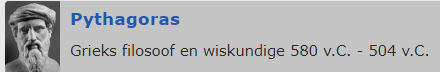 Pythagoras
Grieks filosoof en wiskundige 580 v.C. - 504 v.C.